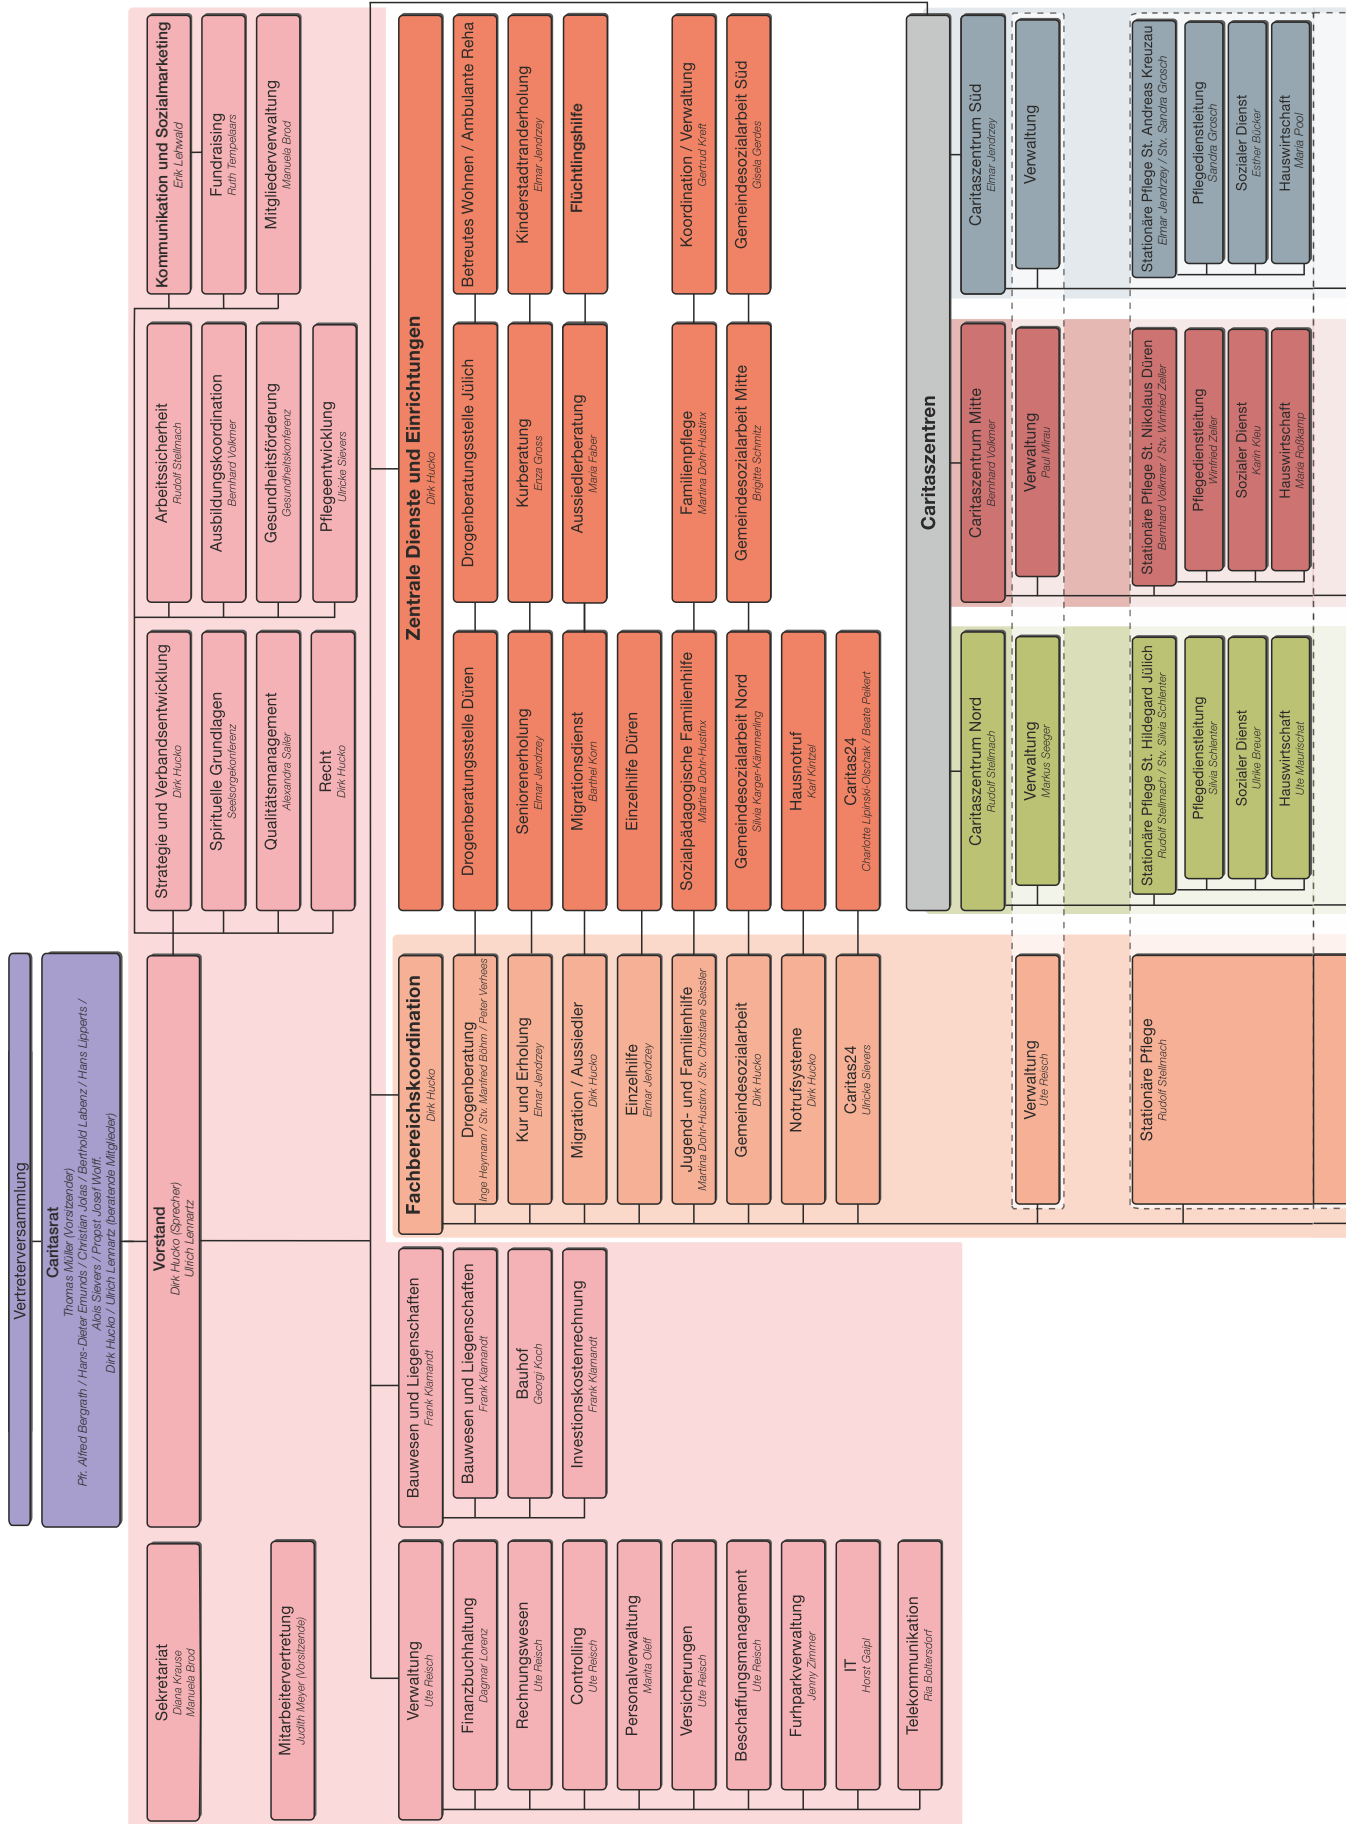 Vertreterversammlung
Caritasrat
Thomas Müller (Vorsitzender)
Pfr. Alfred Bergrath / Hans-Dieter Emunds / Christian Jolas / Berthold Labenz / Hans Lipperts /
Alois Sievers / Propst Josef Wolff.
Dirk Hucko / Ulrich Lennartz (beratende Mitglieder)
Sekretariat
Diana Krause
Manuela Brod
Vorstand
Dirk Hucko (Sprecher)
Ulrich Lennartz
Strategie und Verbandsentwicklung
Dirk Hucko
Arbeitssicherheit
Rudolf Stellmach
Kommunikation und Sozialmarketing
Erik Lehwald
Spirituelle Grundlagen
Seelsorgekonferenz
Ausbildungskoordination
Bernhard Volkmer
Fundraising
Ruth Tempelaars
Mitarbeitervertretung
Judith Meyer (Vorsitzende)
Qualitätsmanagement
Alexandra Sailer
Gesundheitsförderung
Gesundheitskonferenz
Mitgliederverwaltung
Manuela Brod
Recht
Dirk Hucko
Pflegeentwicklung
Ulricke Sievers
Verwaltung
Ute Reisch
Bauwesen und Liegenschaften
Frank Klamandt
Fachbereichskoordination
Dirk Hucko
Zentrale Dienste und Einrichtungen
Dirk Hucko
Finanzbuchhaltung
Dagmar Lorenz
Bauwesen und Liegenschaften
Frank Klamandt
Drogenberatung
Inge Heymann / Stv. Manfred Böhm / Peter Verhees
Drogenberatungsstelle Düren
Drogenberatungsstelle Jülich
Betreutes Wohnen / Ambulante Reha
Rechnungswesen
Ute Reisch
Bauhof
Georgi Koch
Kur und Erholung
Elmar Jendrzey
Seniorenerholung
Elmar Jendrzey
Kurberatung
Enza Gross
Kinderstadtranderholung
Elmar Jendrzey
Controlling
Ute Reisch
Investionskostenrechnung
Frank Klamandt
Migration / Aussiedler
Dirk Hucko
Migrationsdienst
Barthel Korn
Aussiedlerberatung
Maria Faber
Flüchtlingshilfe
Personalverwaltung
Marita Oleff
Einzelhilfe
Elmar Jendrzey
Einzelhilfe Düren
Versicherungen
Ute Reisch
Jugend- und Familienhilfe
Martina Dohr-Hustinx / Stv. Christiane Seissler
Sozialpädagogische Familienhilfe
Martina Dohr-Hustinx
Familienpflege
Martina Dohr-Hustinx
Koordination / Verwaltung
Gertrud Kreft
Beschaffungsmanagement
Ute Reisch
Gemeindesozialarbeit
Dirk Hucko
Gemeindesozialarbeit Nord
Silvia Karger-Kämmerling
Gemeindesozialarbeit Mitte
Brigitte Schmitz
Gemeindesozialarbeit Süd
Gisela Gerdes
Furhparkverwaltung
Jenny Zimmer
Notrufsysteme
Dirk Hucko
Hausnotruf
Karl Kintzel
IT
Horst Gaipl
Caritas24
Ulricke Sievers
Caritas24
Charlotte Lipinski-Olschak / Beate Peikert
Telekommunikation
Ria Boltersdorf
Caritaszentren
Caritaszentrum Nord
Rudolf Stellmach
Caritaszentrum Mitte
Bernhard Volkmer
Caritaszentrum Süd
Elmar Jendrzey
Verwaltung
Ute Reisch
Verwaltung
Markus Seeger
Verwaltung
Paul Mirau
Verwaltung
Stationäre Pflege
Rudolf Stellmach
Stationäre Pflege St. Hildegard Jülich
Rudolf Stellmach / Stv. Silvia Schlenter
Stationäre Pflege St. Nikolaus Düren
Bernhard Volkmer / Stv. Winfried Zeller
Stationäre Pflege St. Andreas Kreuzau
Elmar Jendrzey / Stv. Sandra Grosch
Pflegedienstleitung
Silvia Schlenter
Pflegedienstleitung
Winfried Zeller
Pflegedienstleitung
Sandra Grosch
Sozialer Dienst
Ulrike Breuer
Sozialer Dienst
Karin Kleu
Sozialer Dienst
Esther Bücker
Hauswirtschaft
Ute Maurischat
Hauswirtschaft
Maria Roßkamp
Hauswirtschaft
Maria Pool